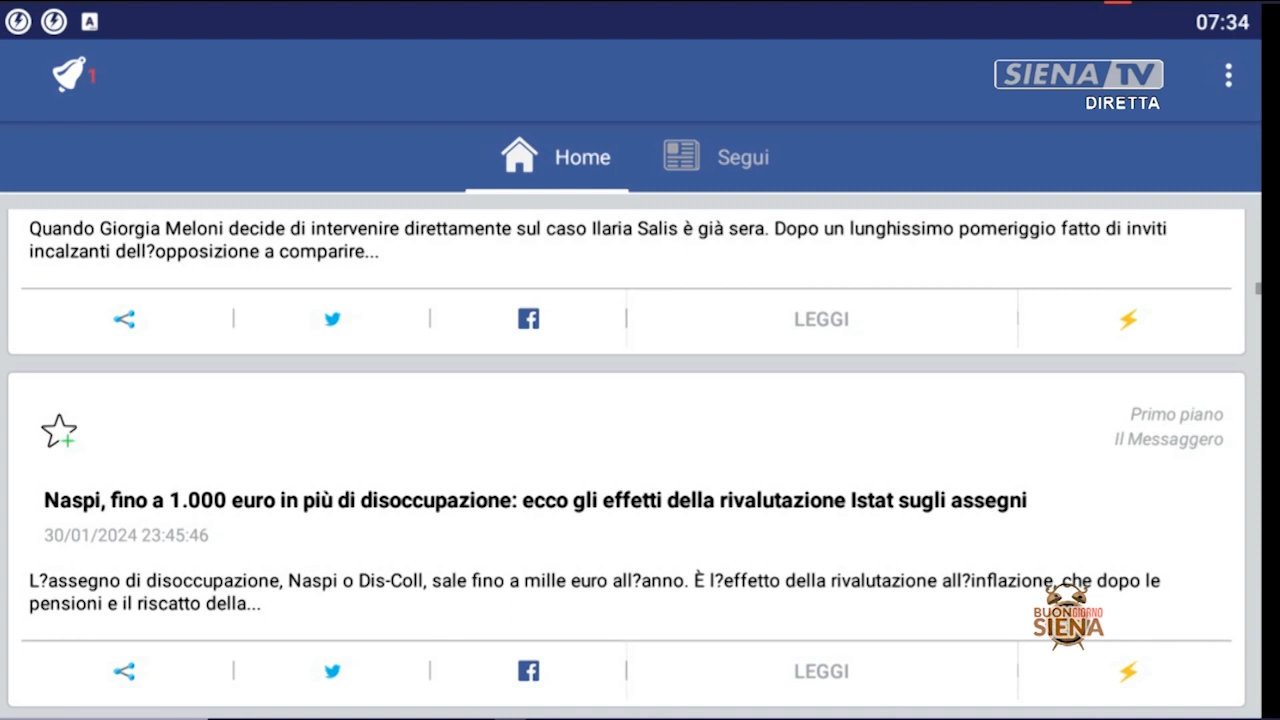 07:34
1
SIENA TV
DIRETTA
Home
Segui
Quando Giorgia Meloni decide di intervenire direttamente sul caso Ilaria Salis è già sera. Dopo un lunghissimo pomeriggio fatto di inviti
incalzanti dell?opposizione a comparire...
LEGGI
Primo piano
Il Messaggero
Naspi, fino a 1.000 euro in più di disoccupazione: ecco gli effetti della rivalutazione Istat sugli assegni
30/01/2024 23:45:46
L?assegno di disoccupazione, Naspi o Dis-Coll, sale fino a mille euro all?anno. È l?effetto della rivalutazione all?inflazione, che dopo le
pensioni e il riscatto della...
BUONGIORNO
SIENA
LEGGI